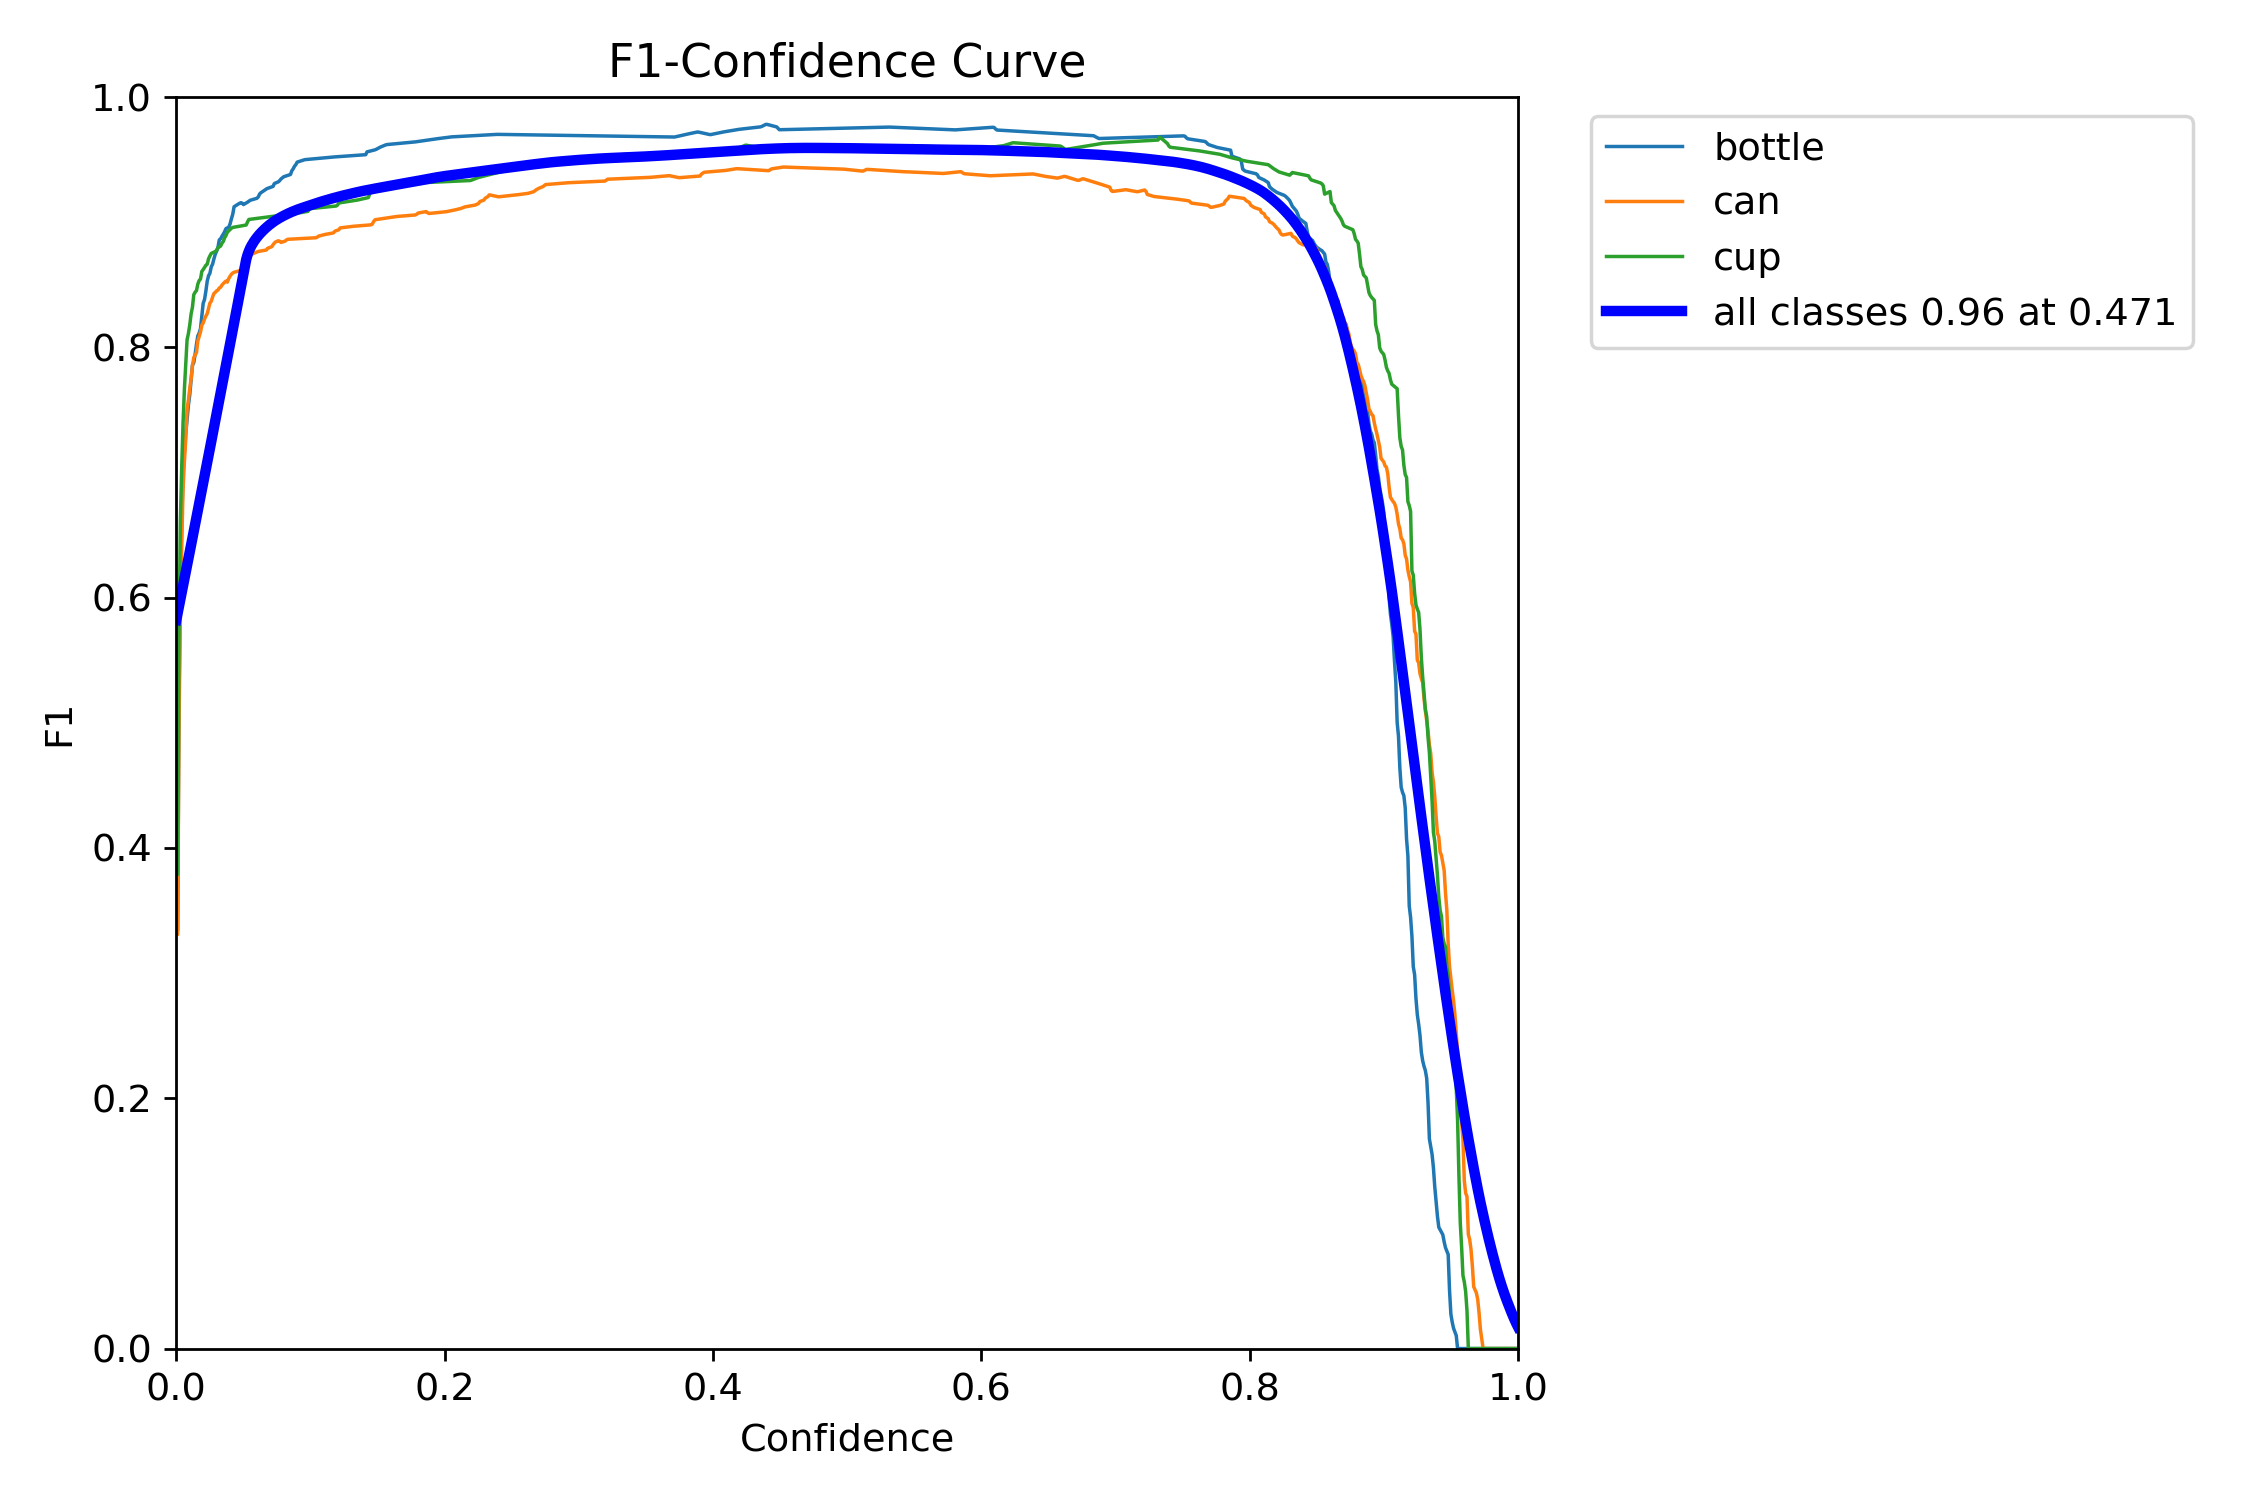 F1-Confidence Curve
1.0
0.8
0.6
0.4
0.2
0.0
F1
0.0 0.2 0.4 0.6 0.8 1.0
Confidence
bottle
can
cup
all classes 0.96 at 0.471